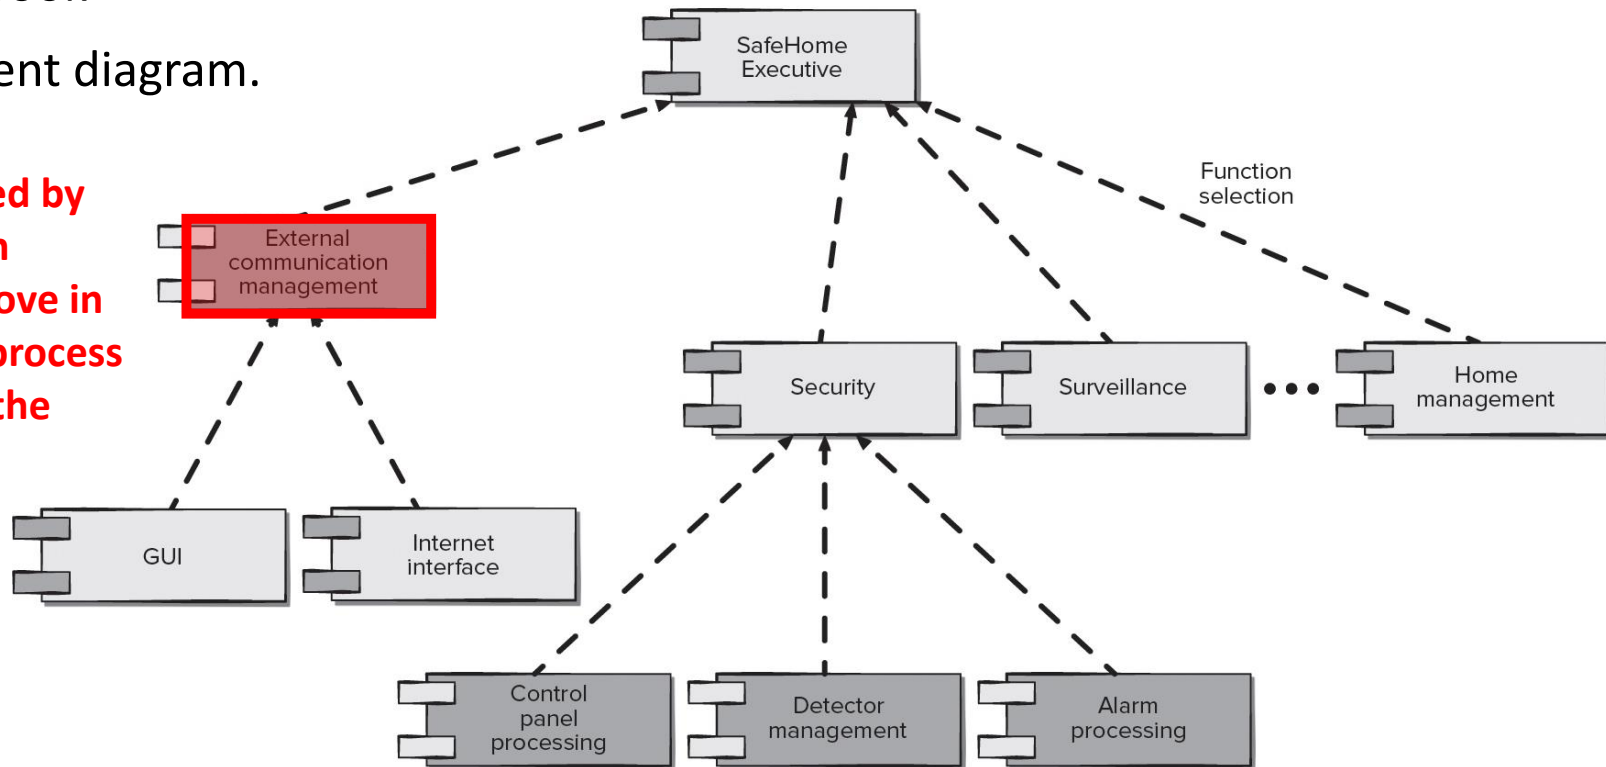 ent diagram.
ed by
ove in
process
the
SafeHome
Executive
Function
selection
External
communication
management
Security
Surveillance
Home
management
GUI
Internet
interface
Control
panel
processing
Detector
management
Alarm
processing